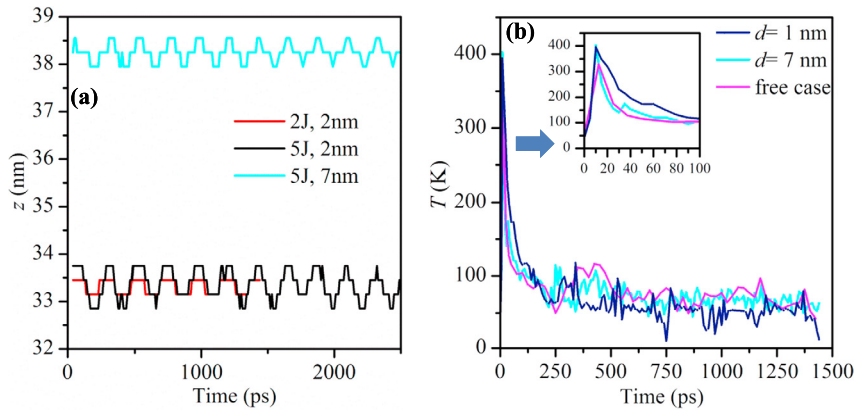 39
38
37
36
35
34
33
32
z (nm)
(a)
2J, 2nm
5J, 2nm
5J, 7nm
0
1000
2000
Time (ps)
(b)
d= 1 nm
d= 7 nm
free case
400
300
200
100
0
T (K)
400
300
200
100
0
0 20 40 60 80 100
0 250 500 750 1000 1250 1500
Time (ps)